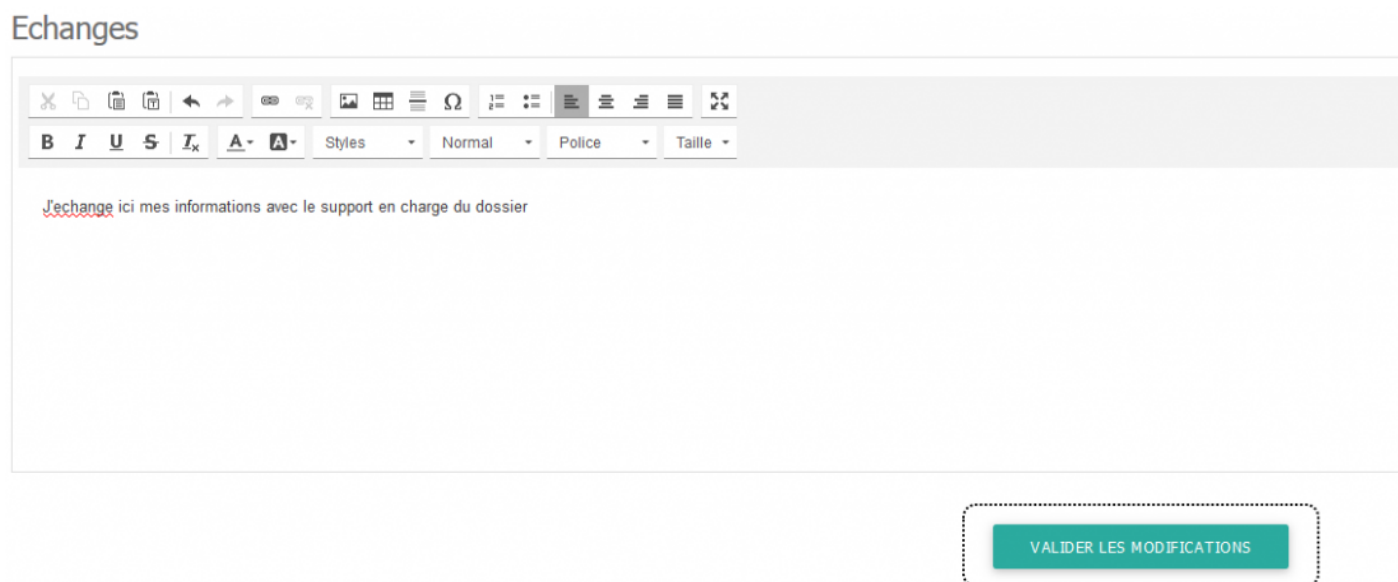 Echanges
Styles Normal Police Taille
J'echange ici mes informations avec le support en charge du dossier
VALIDER LES MODIFICATIONS